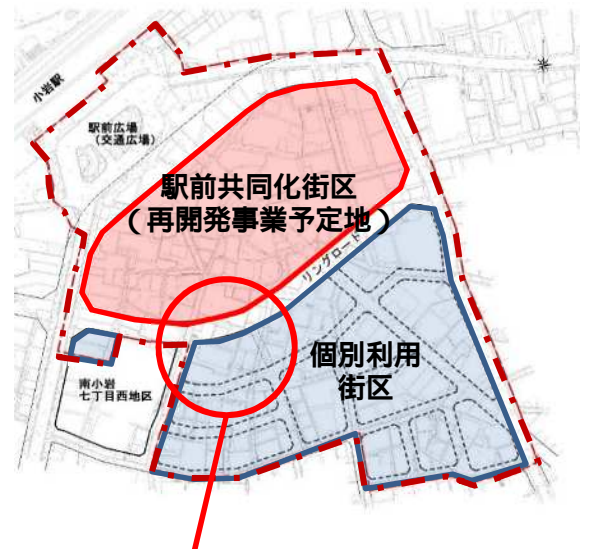 小岩駅
駅前広場
(交通広場)
駅前共同化街区
(再開発事業予定地)
リングロード
個別利用
街区
南小岩
七丁目西地区